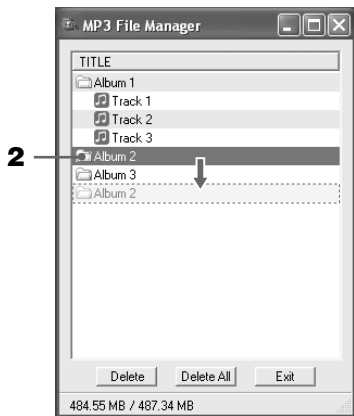 MP3 File Manager
TITLE
Album 1
Track 1
Track 2
Track 3
2
Album 2
Album 3
Album 2
Delete
Delete All
Exit
484.55 MB / 487.34 MB